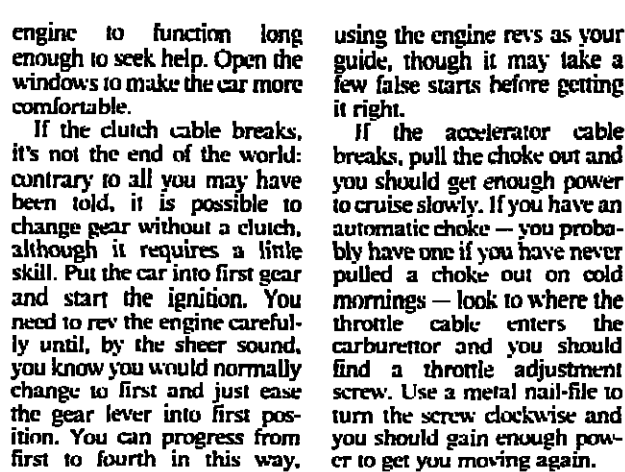 engine to function long
enough to seek help. Open the
windows to make the car more
comfortable.
If the clutch cable breaks,
it's not the end of the world:
contrary to all you may have
been told, it is possible to
change gear without a clutch,
although it requires a little
skill. Put the car into first gear
and start the ignition. You
need to rev the engine careful-
ly until, by the sheer sound,
you know you would normally
change to first and just ease
the gear lever into first pos-
ition. You can progress from
first to fourth in this way,
using the engine revs as your
guide, though it may take a
few false starts before getting
it right.
If the accelerator cable
breaks, pull the choke out and
you should get enough power
to cruise slowly. If you have an
automatic choke — you proba-
bly have one if you have never
pulled a choke out on cold
mornings — look to where the
throttle cable enters the
carburettor and you should
find a throttle adjustment
screw. Use a metal nail-file to
turn the screw clockwise and
you should gain enough pow-
er to get you moving again.